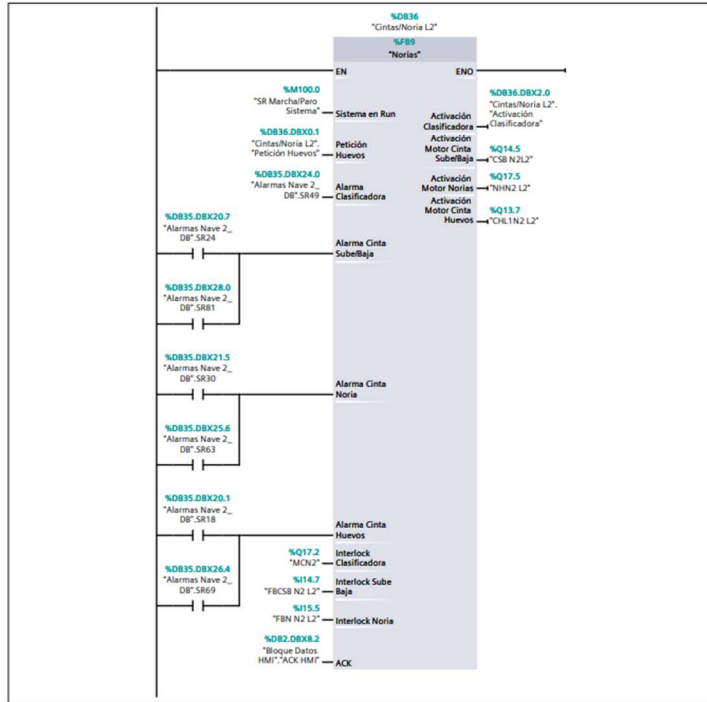 %DB36
"Cintas/Noria L2"
%FB9
"Norias"
EN
ENO
%M100.0
"SR Marcha/Paro
Sistema"
Sistema en Run
%DB36.DBX0.1
"Cintas/Noria L2".
"Petición Huevos"
Petición
Huevos
%DB35.DBX24.0
"Alarmas Nave 2_
DB".SR49
Alarma
Clasificadora
%DB35.DBX20.7
"Alarmas Nave 2_
DB".SR24
Alarma Cinta
Sube/Baja
%DB35.DBX28.0
"Alarmas Nave 2_
DB".SR81
%DB35.DBX21.5
"Alarmas Nave 2_
DB".SR30
Alarma Cinta
Noria
%DB35.DBX25.6
"Alarmas Nave 2_
DB".SR63
%DB35.DBX20.1
"Alarmas Nave 2_
DB".SR18
Alarma Cinta
Huevos
%DB35.DBX26.4
"Alarmas Nave 2_
DB".SR69
%Q17.2
"MCN2"
Interlock
Clasificadora
%I14.7
"FBCSB N2 L2"
Interlock Sube
Baja
%I15.5
"FBN N2 L2"
Interlock Noria
%DB2.DBX8.2
"Bloque Datos
HMI"."ACK HMI"
ACK
Activación
Clasificadora
%DB36.DBX2.0
"Cintas/Noria L2".
"Activación
Clasificadora"
Activación
Motor Cinta
Sube/Baja
%Q14.5
"CSB N2L2"
Activación
Motor Norias
%Q17.5
"NHN2 L2"
Activación
Motor Cinta
Huevos
%Q13.7
"CHL1N2 L2"